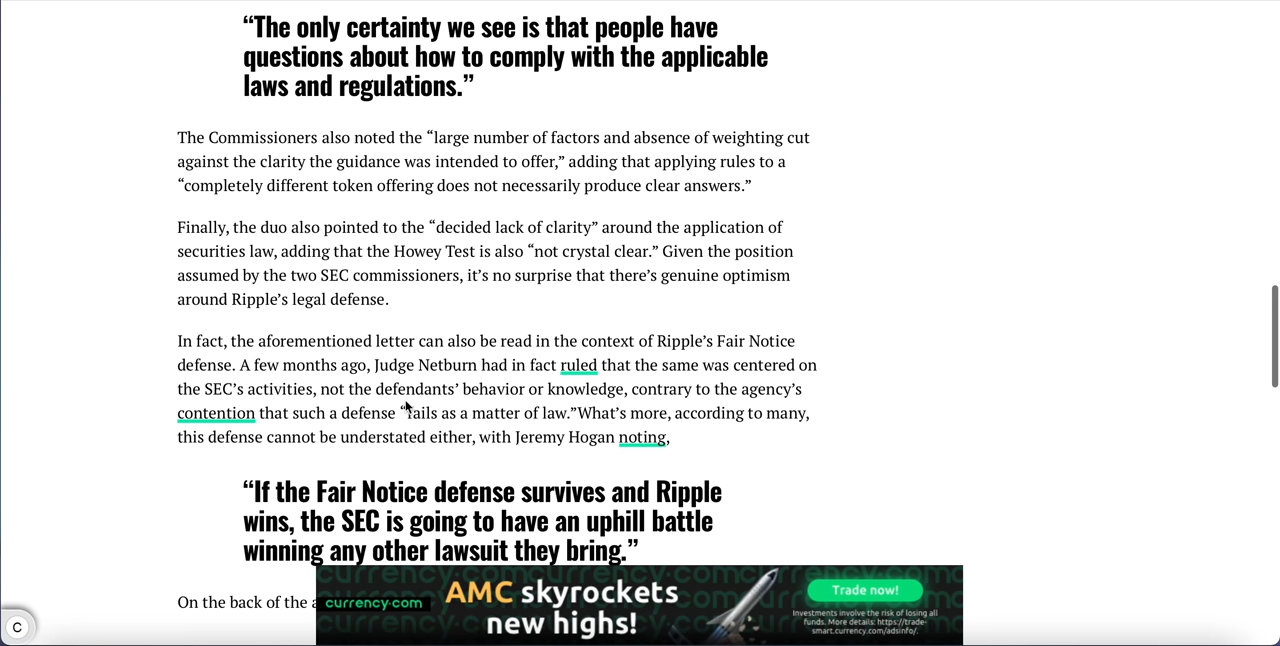 “The only certainty we see is that people have
questions about how to comply with the applicable
laws and regulations.”
The Commissioners also noted the “large number of factors and absence of weighting cut
against the clarity the guidance was intended to offer,” adding that applying rules to a
“completely different token offering does not necessarily produce clear answers.”
Finally, the duo also pointed to the “decided lack of clarity” around the application of
securities law, adding that the Howey Test is also “not crystal clear.” Given the position
assumed by the two SEC commissioners, it’s no surprise that there’s genuine optimism
around Ripple’s legal defense.
In fact, the aforementioned letter can also be read in the context of Ripple’s Fair Notice
defense. A few months ago, Judge Netburn had in fact ruled that the same was centered on
the SEC’s activities, not the defendants’ behavior or knowledge, contrary to the agency’s
contention that such a defense “fails as a matter of law.”What’s more, according to many,
this defense cannot be understated either, with Jeremy Hogan noting,
“If the Fair Notice defense survives and Ripple
wins, the SEC is going to have an uphill battle
winning any other lawsuit they bring.”
On the back of the
currency.com
AMC skyrockets
new highs!
Trade now!
Investments involve the risk of losing all
funds. More details: https://trade-
smart.currency.com/adsinfo/.
C